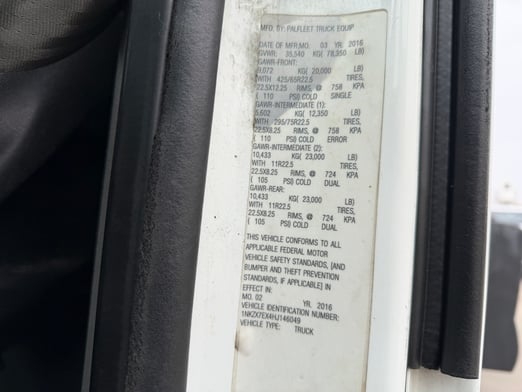 MFG. BY: PALFLEET TRUCK EQUIP.
DATE OF MFR.MO. 03 YR. 2016
GVWR: 35,540 KG( 78,350 LB)
GAWR-FRONT:
9,072 KG( 20,000 LB)
WITH 425/65R22.5 TIRES,
22.5X12.25 RIMS, @ 758 KPA
( 110 PSI) COLD SINGLE
GAWR-INTERMEDIATE (1):
5,602 KG( 12,350 LB)
WITH 295/75R22.5 TIRES,
22.5X8.25 RIMS, @ 758 KPA
( 110 PSI) COLD ERROR
GAWR-INTERMEDIATE (2):
10,433 KG( 23,000 LB)
WITH 11R22.5 TIRES,
22.5X8.25 RIMS, @ 724 KPA
( 105 PSI) COLD DUAL
GAWR-REAR:
10,433 KG( 23,000 LB)
WITH 11R22.5 TIRES,
22.5X8.25 RIMS, @ 724 KPA
( 105 PSI) COLD DUAL
THIS VEHICLE CONFORMS TO ALL
APPLICABLE FEDERAL MOTOR
VEHICLE SAFETY STANDARDS, [AND
BUMPER AND THEFT PREVENTION
STANDARDS, IF APPLICABLE] IN
EFFECT IN:
MO. 02 YR. 2016
VEHICLE IDENTIFICATION NUMBER:
1NKZX7EX4HJ146049
VEHICLE TYPE: TRUCK